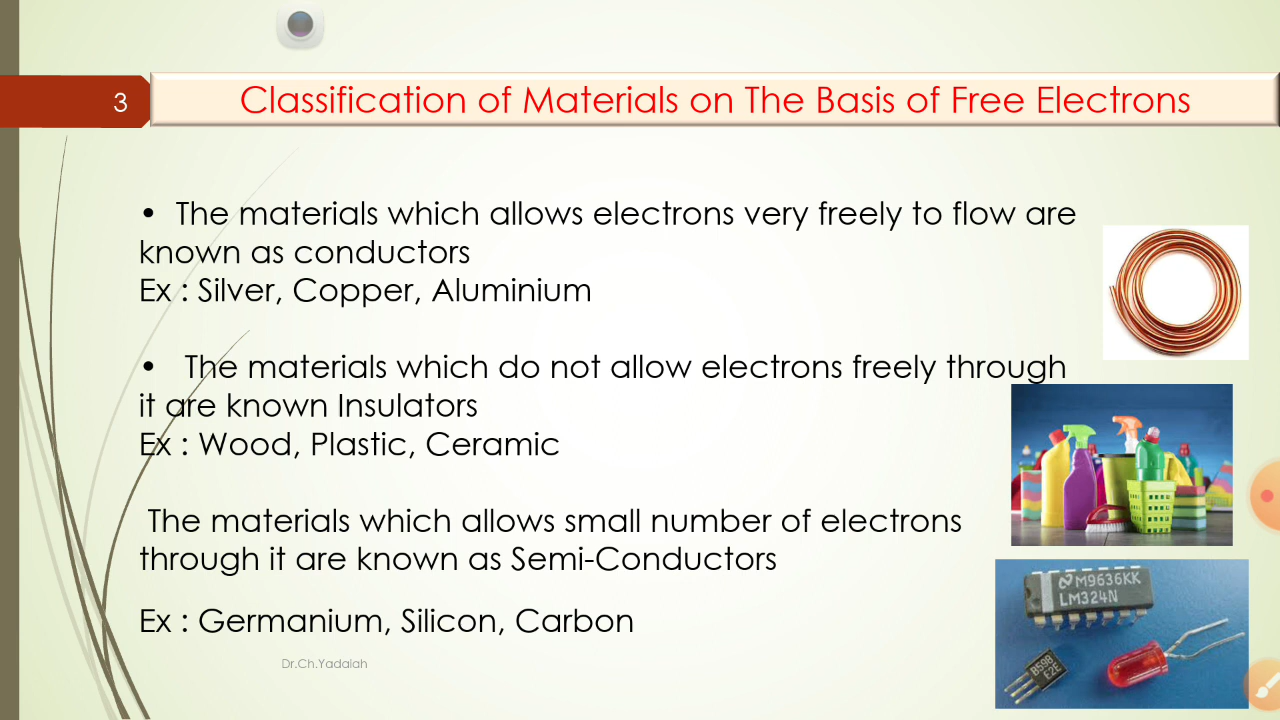 3
Classification of Materials on The Basis of Free Electrons
• The materials which allows electrons very freely to flow are
known as conductors
Ex : Silver, Copper, Aluminium
• The materials which do not allow electrons freely through
it are known Insulators
Ex : Wood, Plastic, Ceramic
The materials which allows small number of electrons
through it are known as Semi-Conductors
Ex : Germanium, Silicon, Carbon
M9636KK
LM324N
B59B
E2E
Dr.Ch.Yadaiah